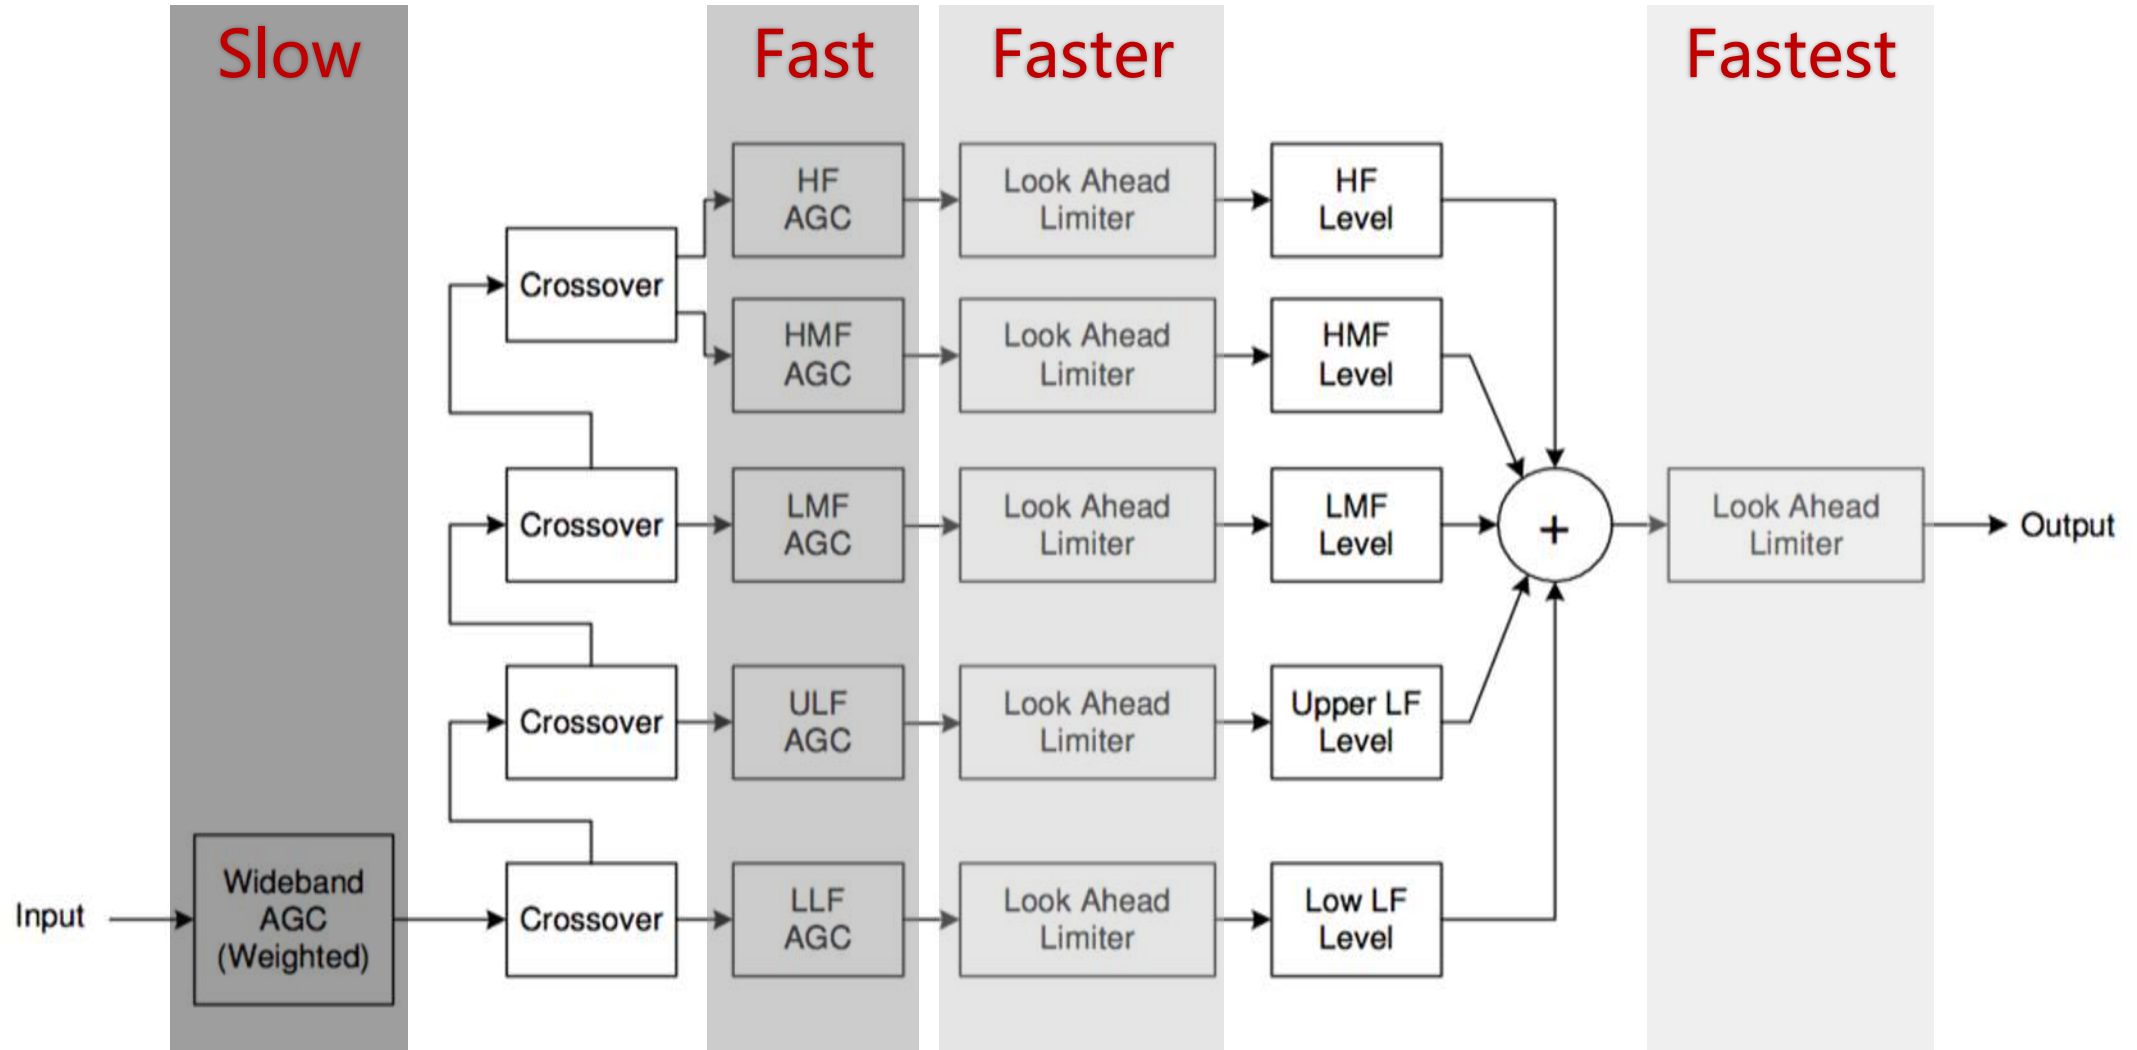 Slow
Fast
Faster
Fastest
HF
AGC
Look Ahead
Limiter
HF
Level
Crossover
HMF
AGC
Look Ahead
Limiter
HMF
Level
Crossover
LMF
AGC
Look Ahead
Limiter
LMF
Level
+
Look Ahead
Limiter
Output
Crossover
ULF
AGC
Look Ahead
Limiter
Upper LF
Level
Input
Wideband
AGC
(Weighted)
Crossover
LLF
AGC
Look Ahead
Limiter
Low LF
Level